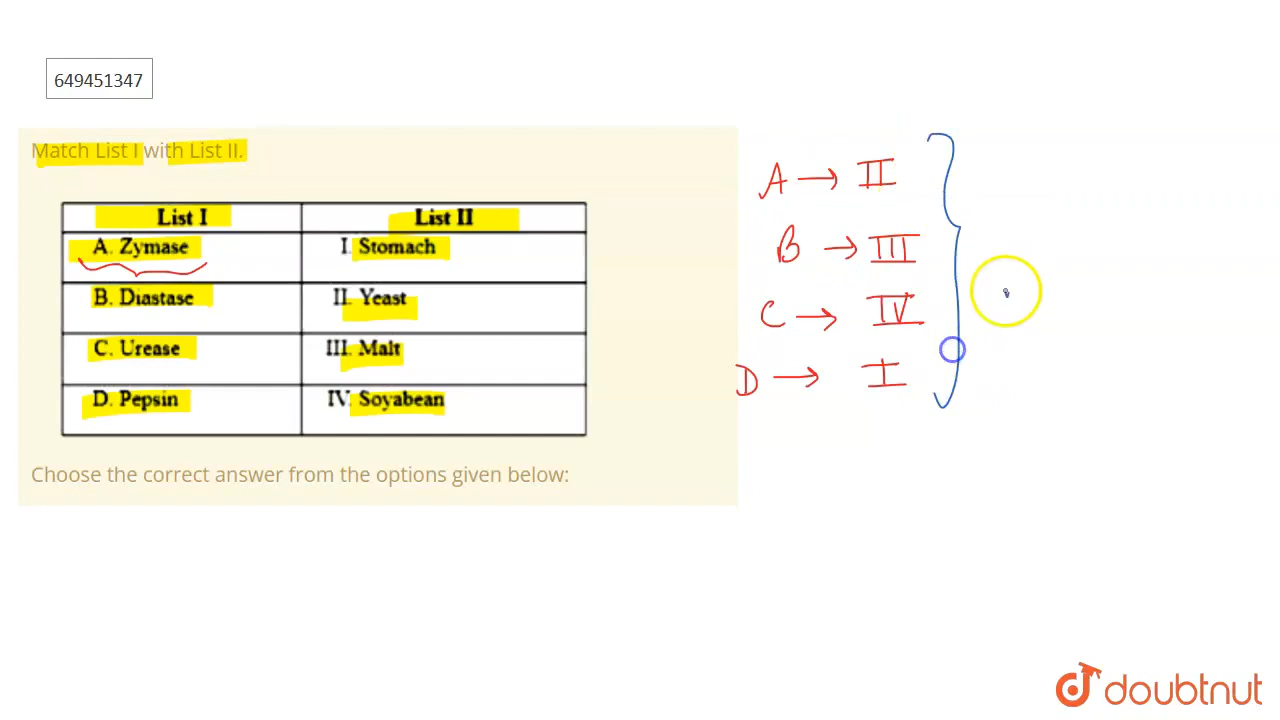 649451347
Match List I with List II.
List I List II
A. Zymase I. Stomach
B. Diastase II. Yeast
C. Urease III. Malt
D. Pepsin IV. Soyabean
Choose the correct answer from the options given below:
A → II
B → III
C → IV
D → I
doubtnut